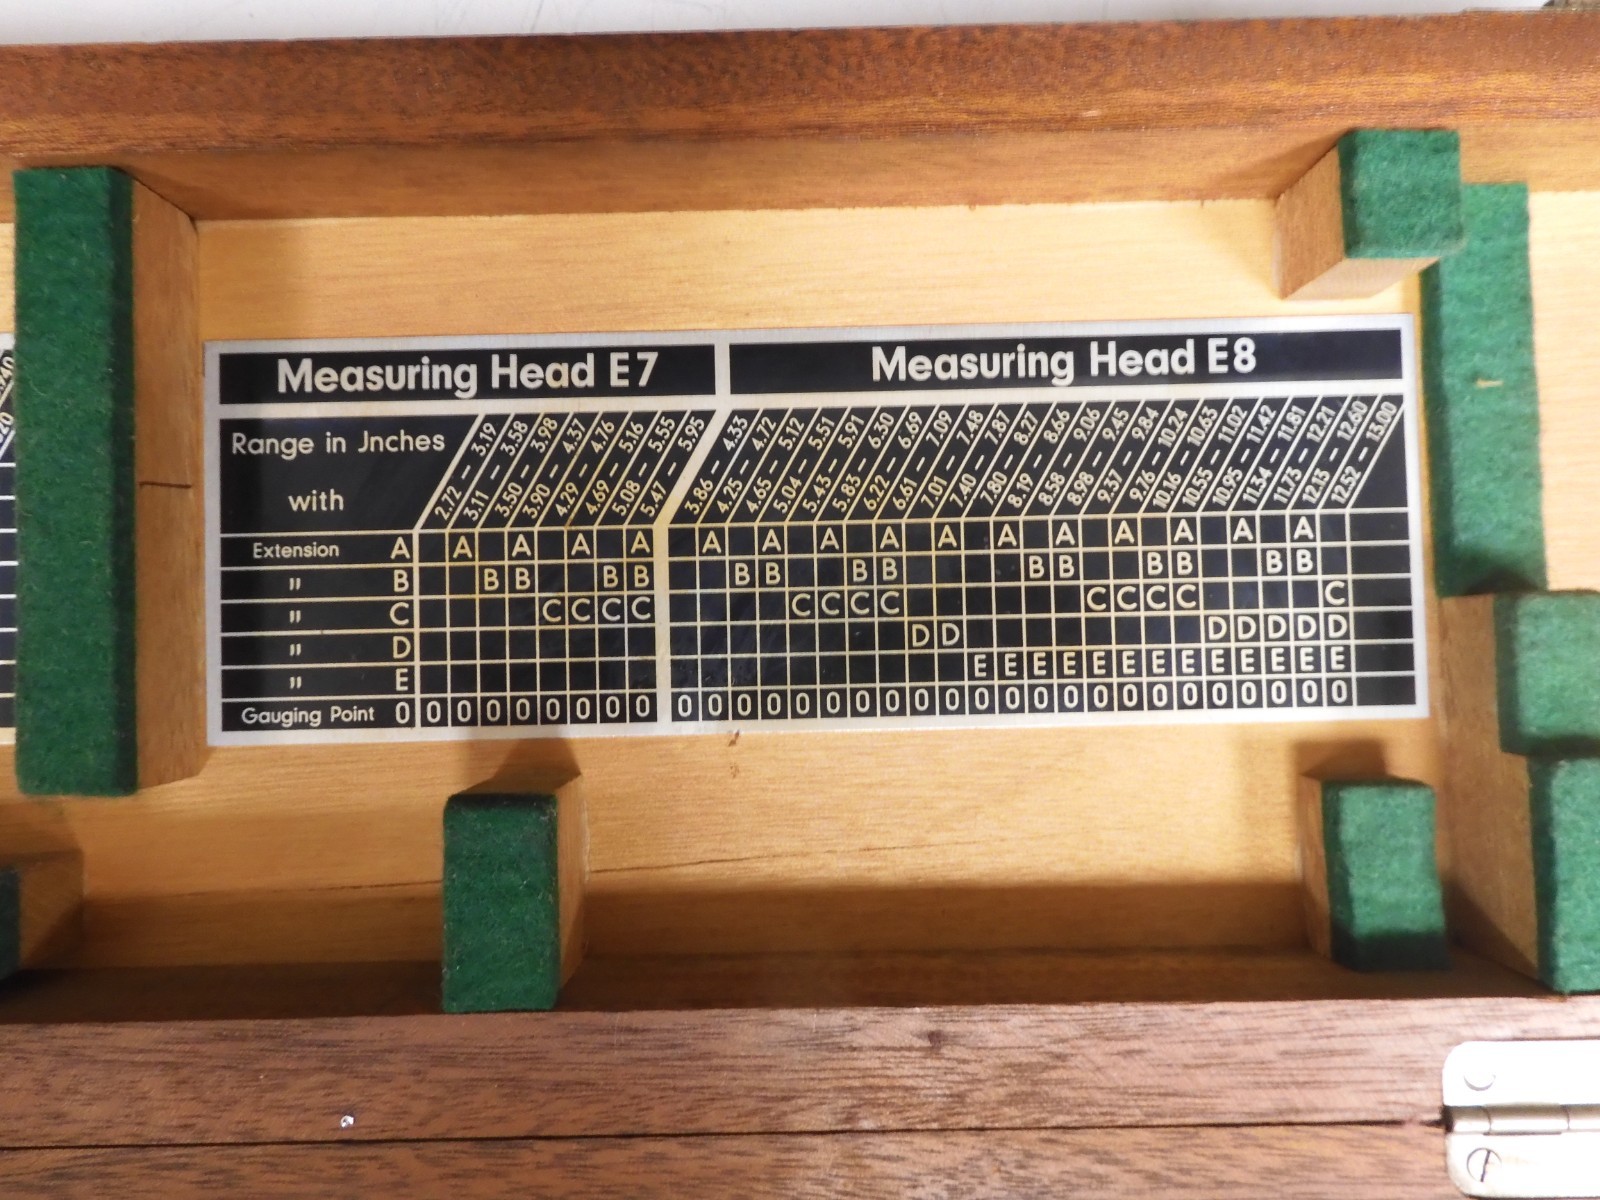 Measuring Head E7 Measuring Head E8
Range in Jnches 2.72 – 3.19 3.11 – 3.58 3.50 – 3.98 3.90 – 4.37 4.29 – 4.76 4.69 – 5.16 5.08 – 5.55 5.47 – 5.95 3.86 – 4.33 4.25 – 4.72 4.65 – 5.12 5.04 – 5.51 5.43 – 5.91 5.83 – 6.30 6.22 – 6.69 6.61 – 7.09 7.01 – 7.48 7.40 – 7.87 7.80 – 8.27 8.19 – 8.66 8.58 – 9.06 8.98 – 9.45 9.37 – 9.84 9.76 – 10.24 10.16 – 10.63 10.55 – 11.02 10.95 – 11.42 11.34 – 11.81 11.73 – 12.21 12.13 – 12.60 12.52 – 13.00
with
Extension A A A A A A A A A A A A A A A A
" B B B B B B B B B B B B B B B
" C C C C C C C C C C C C C C
" D D D D D D D D
" E E E E E E E E E E E E E E
Gauging Point 0 0 0 0 0 0 0 0 0 0 0 0 0 0 0 0 0 0 0 0 0 0 0 0 0 0 0 0 0 0 0 0